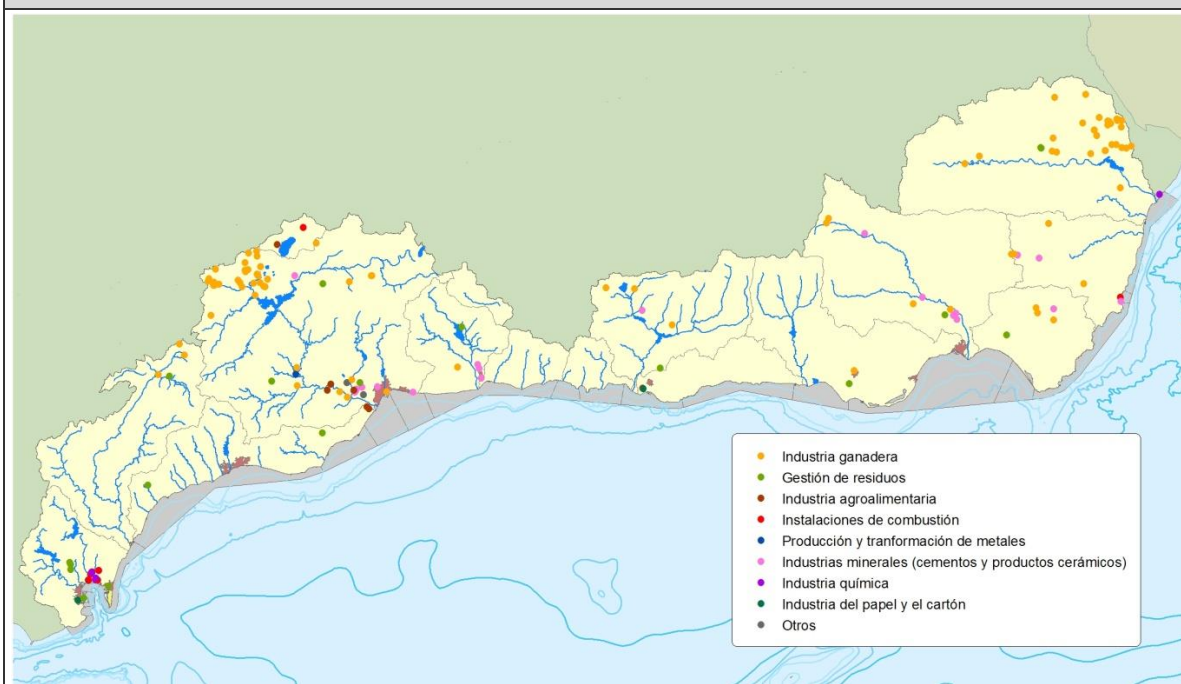 Industria ganadera
Gestión de residuos
Industria agroalimentaria
Instalaciones de combustión
Producción y tranformación de metales
Industrias minerales (cementos y productos cerámicos)
Industria química
Industria del papel y el cartón
Otros